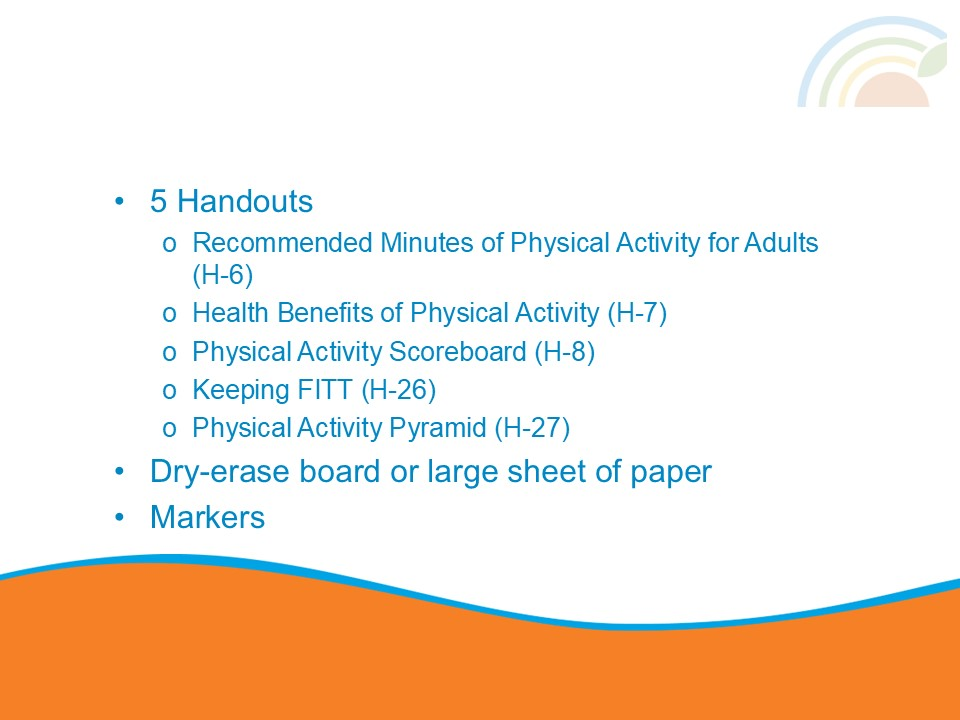 • 5 Handouts
o Recommended Minutes of Physical Activity for Adults
(H-6)
o Health Benefits of Physical Activity (H-7)
o Physical Activity Scoreboard (H-8)
o Keeping FITT (H-26)
o Physical Activity Pyramid (H-27)
• Dry-erase board or large sheet of paper
• Markers